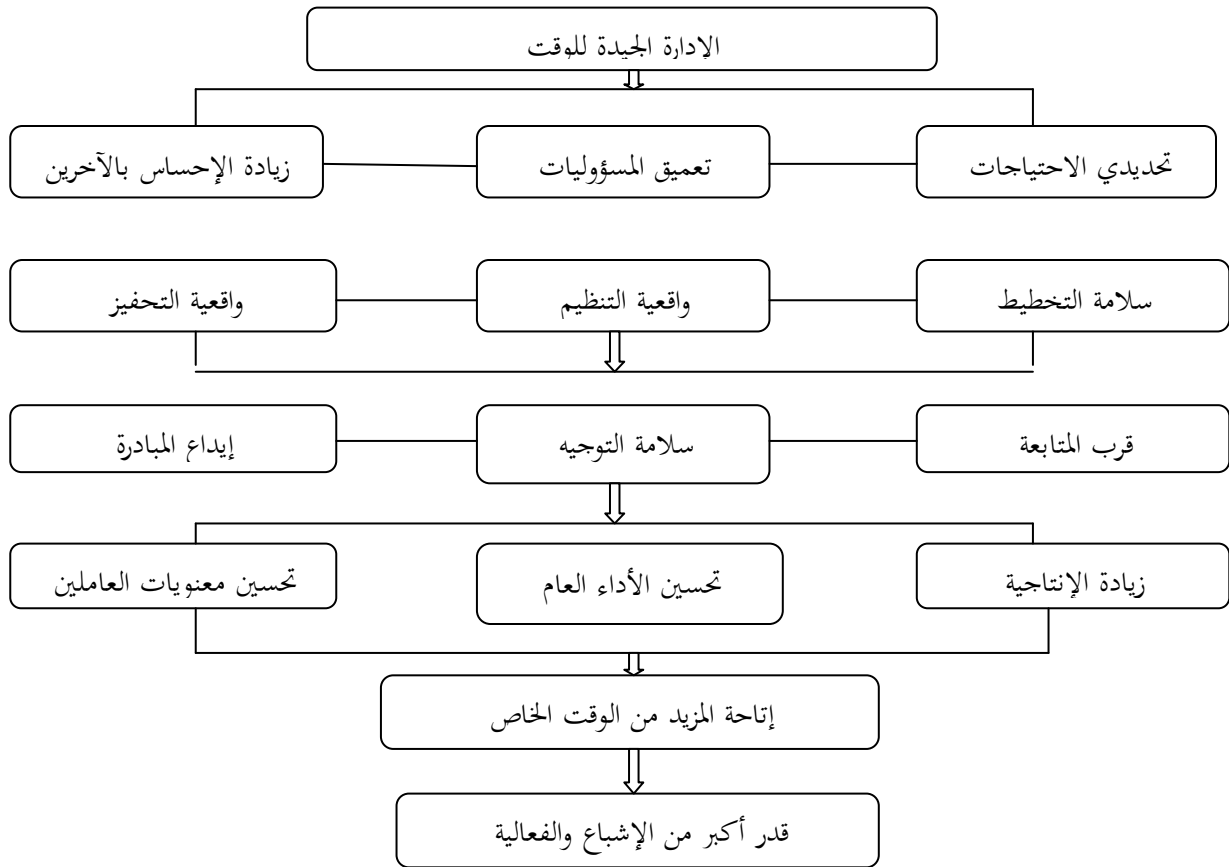 الإدارة الجيدة للوقت
تحديدي الاحتياجات
تعميق المسؤوليات
زيادة الإحساس بالآخرين
سلامة التخطيط
واقعية التنظيم
واقعية التحفيز
قرب المتابعة
سلامة التوجيه
إيداع المبادرة
زيادة الإنتاجية
تحسين الأداء العام
تحسين معنويات العاملين
إتاحة المزيد من الوقت الخاص
قدر أكبر من الإشباع والفعالية